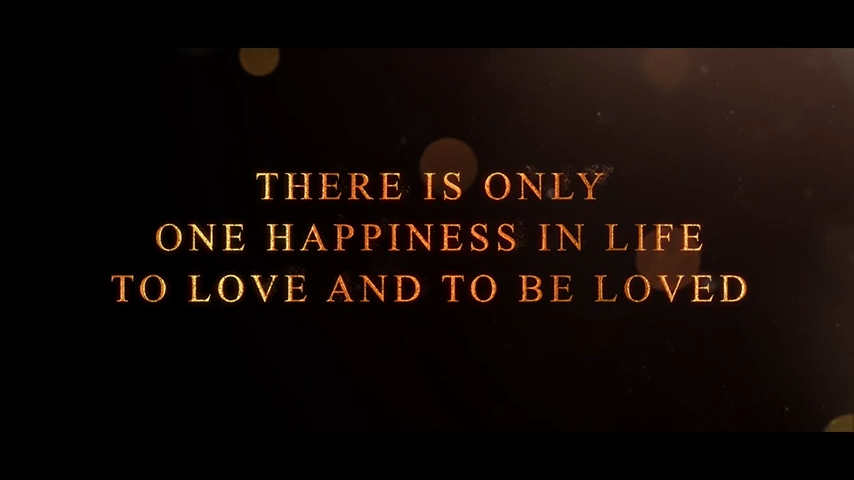 THERE IS ONLY
ONE HAPPINESS IN LIFE
TO LOVE AND TO BE LOVED